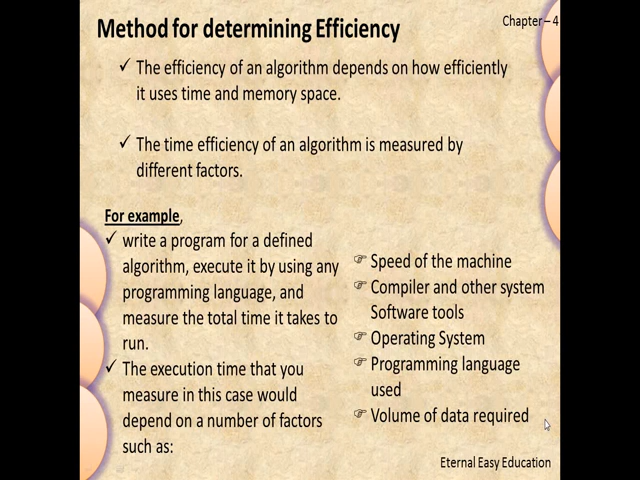 Method for determining Efficiency
Chapter – 4
✓ The efficiency of an algorithm depends on how efficiently
it uses time and memory space.
✓ The time efficiency of an algorithm is measured by
different factors.
For example,
✓ write a program for a defined
algorithm, execute it by using any
programming language, and
measure the total time it takes to
run.
✓ The execution time that you
measure in this case would
depend on a number of factors
such as:
☞ Speed of the machine
☞ Compiler and other system
Software tools
☞ Operating System
☞ Programming language
used
☞ Volume of data required
Eternal Easy Education